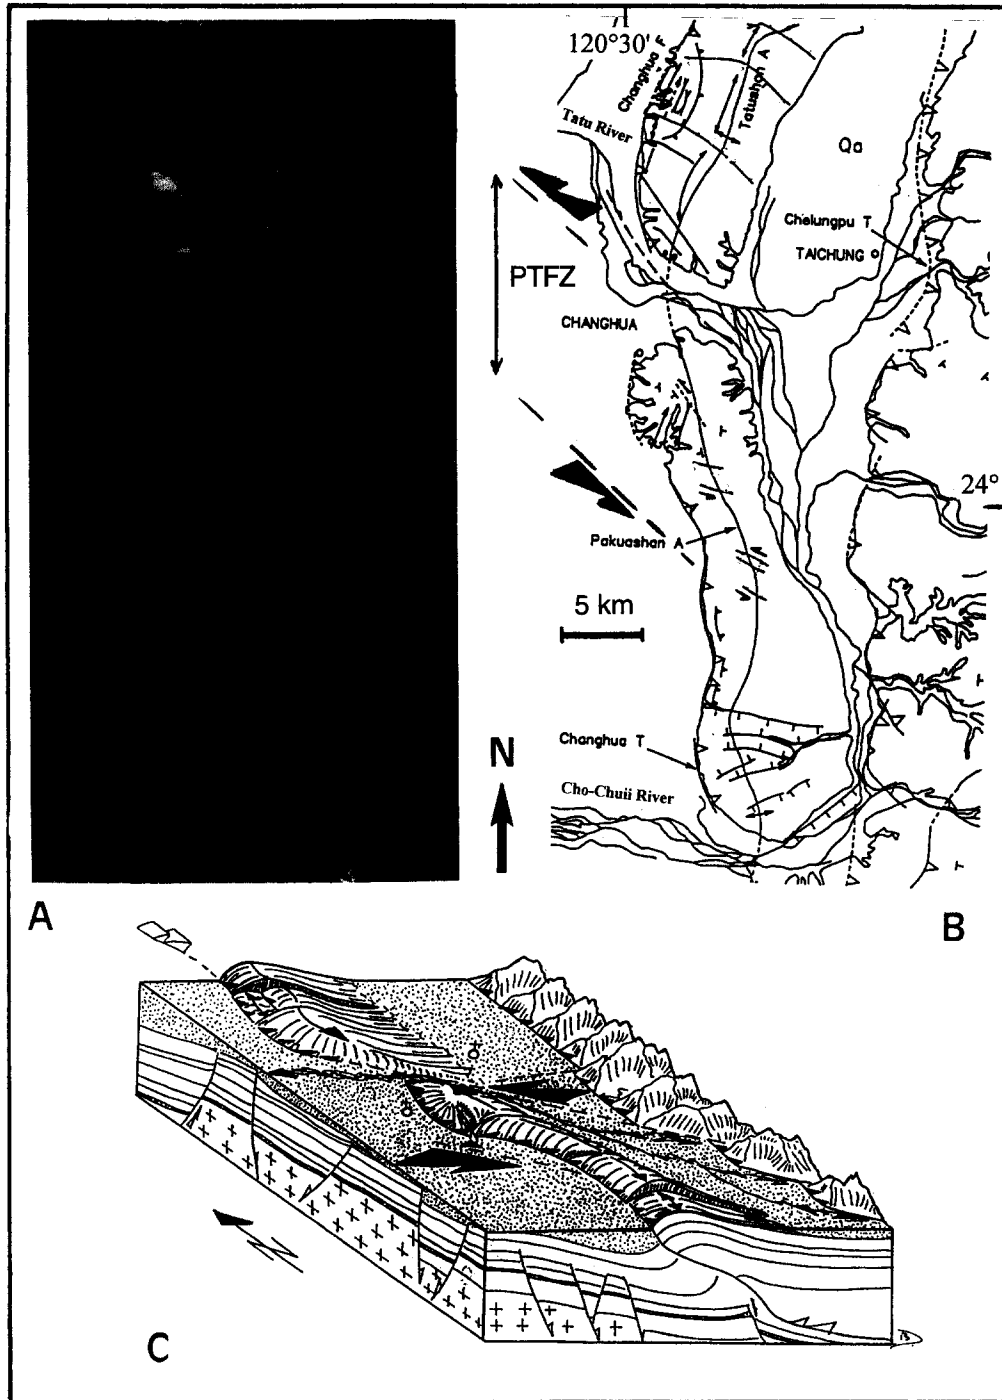 120°30'
Changhua F
Tatushan A
Tatu River
Qa
Chelungpu T
TAICHUNG
PTFZ
CHANGHUA
24°
Pakuashan A
5 km
N
Changhua T
Cho-Chuii River
A
B
C